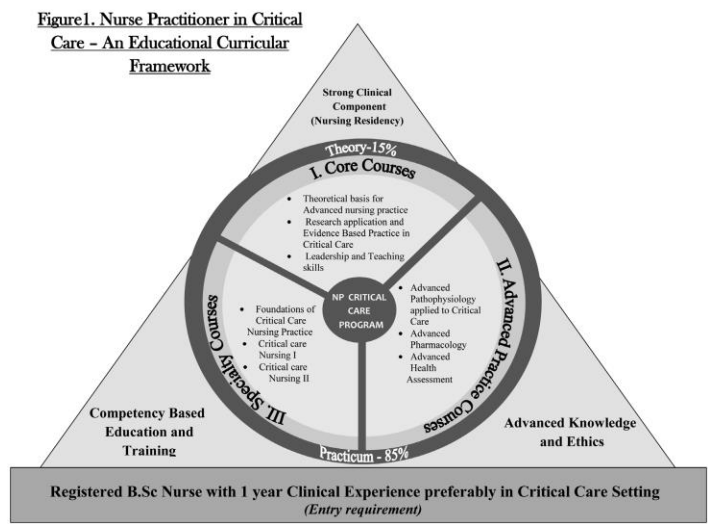 Figure1. Nurse Practitioner in Critical
Care – An Educational Curricular
Framework
Strong Clinical
Component
(Nursing Residency)
Theory-15%
I. Core Courses
• Theoretical basis for
Advanced nursing practice
• Research application and
Evidence Based Practice in
Critical Care
• Leadership and Teaching
skills
NP CRITICAL
CARE
PROGRAM
II. Advanced Practice Courses
• Advanced
Pathophysiology
applied to Critical
Care
• Advanced
Pharmacology
• Advanced
Health
Assessment
III. Specialty Courses
• Foundations of
Critical Care
Nursing Practice
• Critical care
Nursing I
• Critical care
Nursing II
Practicum - 85%
Competency Based
Education and
Training
Advanced Knowledge
and Ethics
Registered B.Sc Nurse with 1 year Clinical Experience preferably in Critical Care Setting
(Entry requirement)